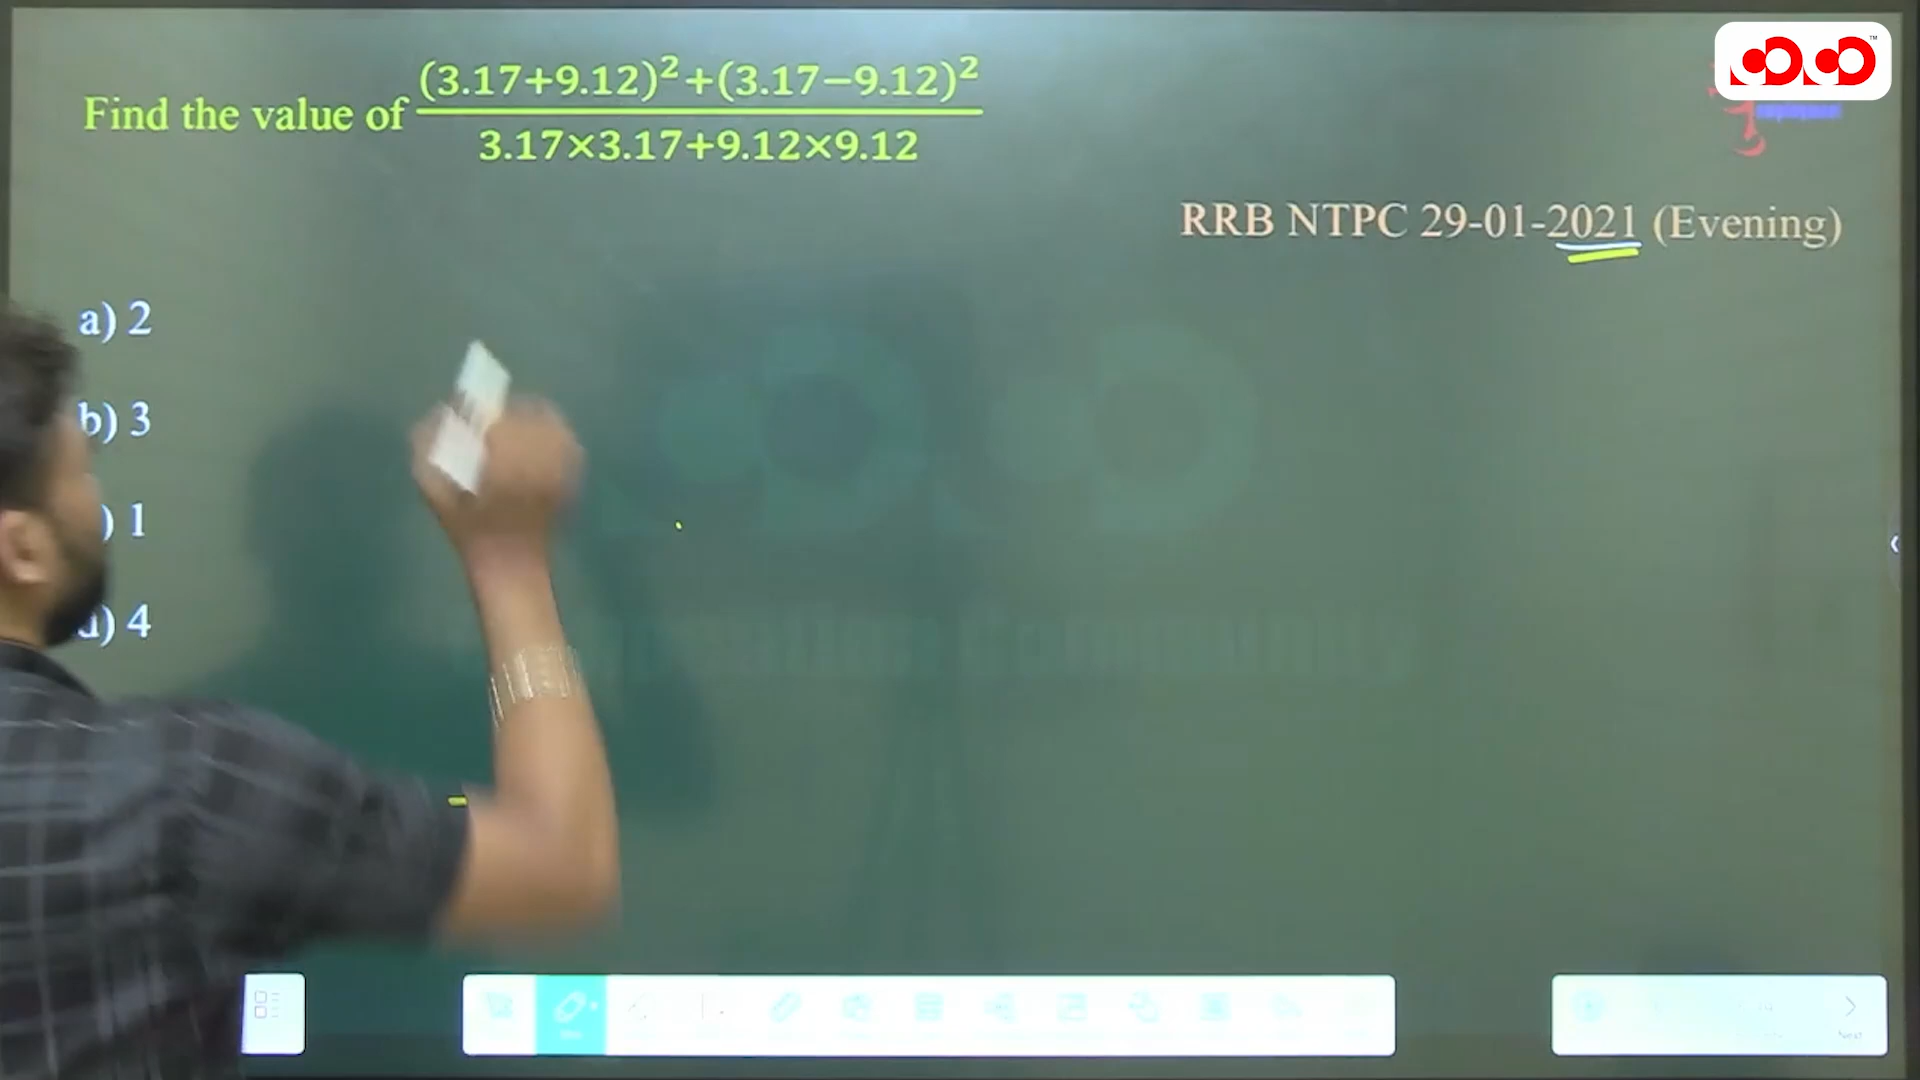 Find the value of (3.17+9.12)²+(3.17−9.12)²
3.17×3.17+9.12×9.12
RRB NTPC 29-01-2021 (Evening)
a) 2
b) 3
) 1
d) 4
Next